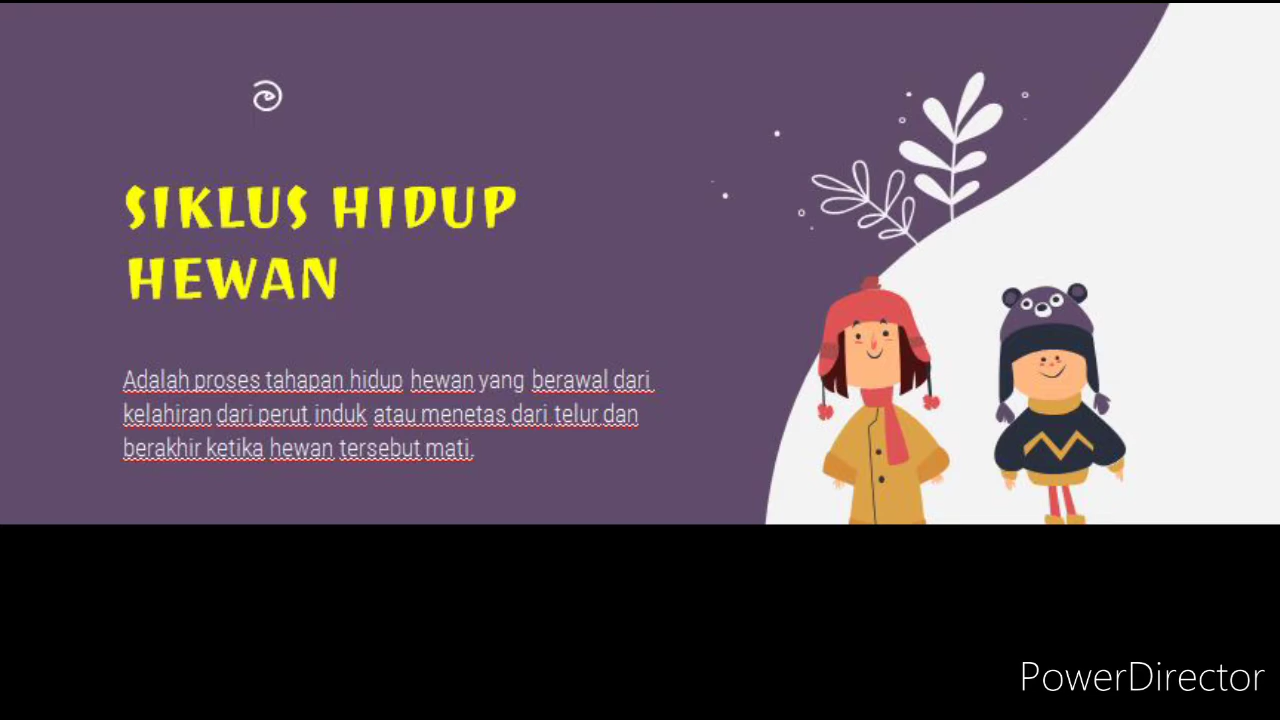 SIKLUS HIDUP
HEWAN
Adalah proses tahapan hidup hewan yang berawal dari
kelahiran dari perut induk atau menetas dari telur dan
berakhir ketika hewan tersebut mati.
PowerDirector